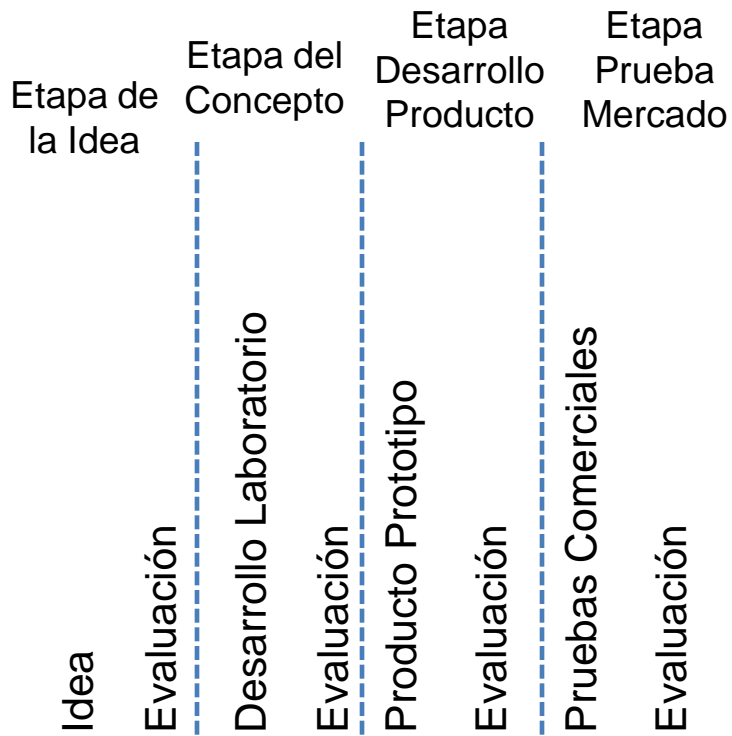 Etapa de
la Idea
Etapa del
Concepto
Etapa
Desarrollo
Producto
Etapa
Prueba
Mercado
Idea
Evaluación
Desarrollo Laboratorio
Evaluación
Producto Prototipo
Evaluación
Pruebas Comerciales
Evaluación